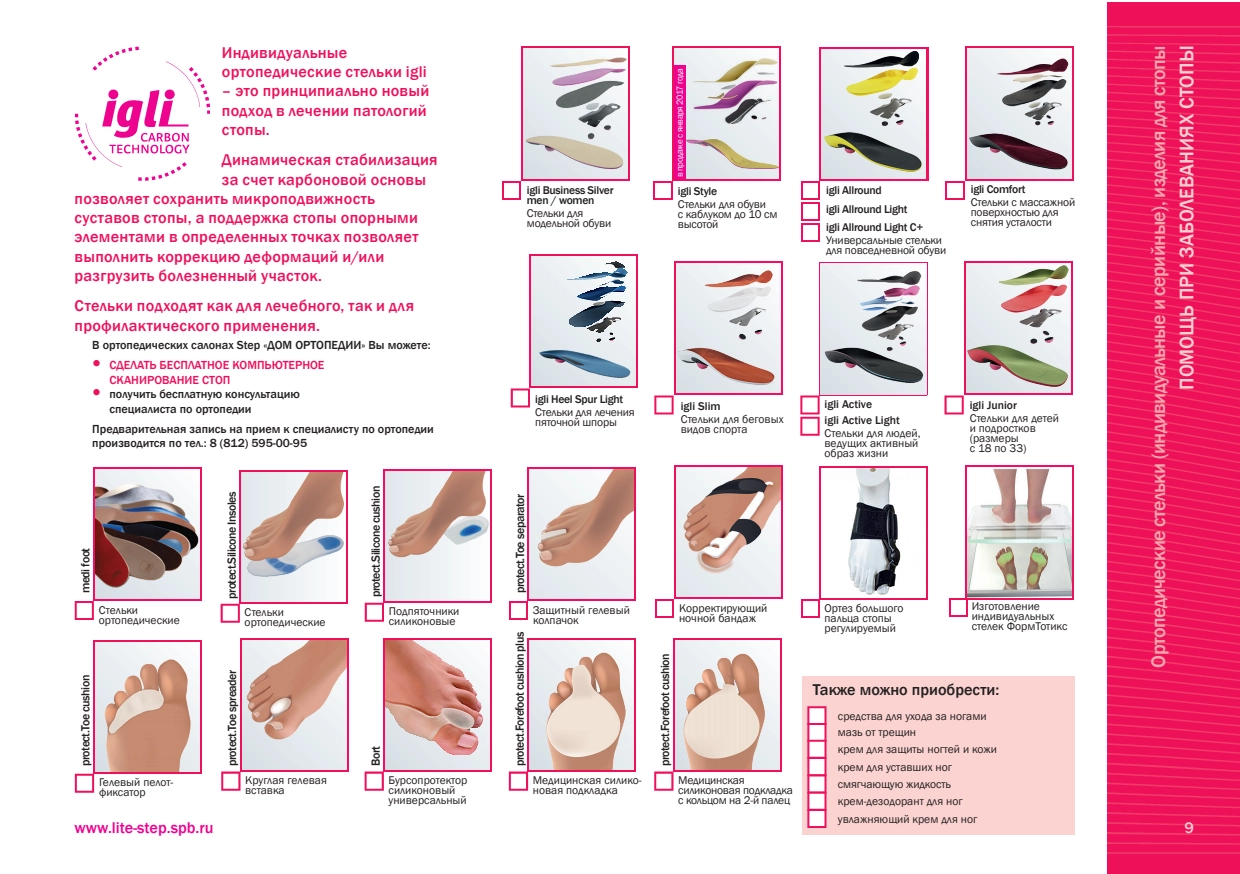 igli
CARBON
TECHNOLOGY
Индивидуальные
ортопедические стельки igli
– это принципиально новый
подход в лечении патологий
стопы.
Динамическая стабилизация
за счет карбоновой основы
позволяет сохранить микроподвижность
суставов стопы, а поддержка стопы опорными
элементами в определенных точках позволяет
выполнить коррекцию деформаций и/или
разгрузить болезненный участок.
Стельки подходят как для лечебного, так и для
профилактического применения.
В ортопедических салонах Step «ДОМ ОРТОПЕДИИ» Вы можете:
• СДЕЛАТЬ БЕСПЛАТНОЕ КОМПЬЮТЕРНОЕ
СКАНИРОВАНИЕ СТОП
• получить бесплатную консультацию
специалиста по ортопедии
Предварительная запись на прием к специалисту по ортопедии
производится по тел.: 8 (812) 595-00-95
igli Business Silver
men / women
Стельки для
модельной обуви
в продаже с января 2017 года
igli Style
Стельки для обуви
с каблуком до 10 см
высотой
igli Allround
igli Allround Light
igli Allround Light C+
Универсальные стельки
для повседневной обуви
igli Comfort
Стельки с массажной
поверхностью для
снятия усталости
igli Heel Spur Light
Стельки для лечения
пяточной шпоры
igli Slim
Стельки для беговых
видов спорта
igli Active
igli Active Light
Стельки для людей,
ведущих активный
образ жизни
igli Junior
Стельки для детей
и подростков
(размеры
с 18 по 33)
medi foot
Стельки
ортопедические
protect.Silicone Insoles
Стельки
ортопедические
protect.Silicone cushion
Подпяточники
силиконовые
protect.Toe separator
Защитный гелевый
колпачок
Корректирующий
ночной бандаж
Ортез большого
пальца стопы
регулируемый
Изготовление
индивидуальных
стелек ФормТотикс
protect.Toe cushion
Гелевый пелот-
фиксатор
protect.Toe spreader
Круглая гелевая
вставка
Bort
Бурсопротектор
силиконовый
универсальный
protect.Forefoot cushion plus
Медицинская силико-
новая подкладка
protect.Forefoot cushion
Медицинская
силиконовая подкладка
с кольцом на 2-й палец
Также можно приобрести:
средства для ухода за ногами
мазь от трещин
крем для защиты ногтей и кожи
крем для уставших ног
смягчающую жидкость
крем-дезодорант для ног
увлажняющий крем для ног
www.lite-step.spb.ru
Ортопедические стельки (индивидуальные и серийные), изделия для стопы
ПОМОЩЬ ПРИ ЗАБОЛЕВАНИЯХ СТОПЫ
9